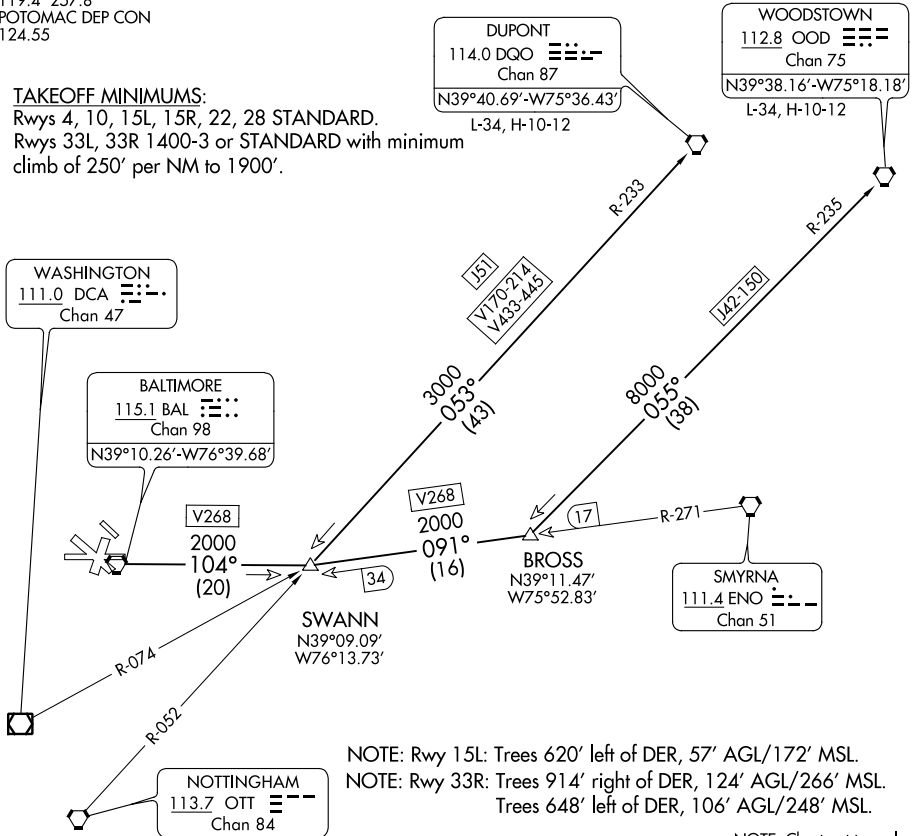 119.4 257.8
POTOMAC DEP CON
124.55
TAKEOFF MINIMUMS:
Rwys 4, 10, 15L, 15R, 22, 28 STANDARD.
Rwys 33L, 33R 1400-3 or STANDARD with minimum
climb of 250' per NM to 1900'.
DUPONT
114.0 DQO
Chan 87
N39°40.69'-W75°36.43'
L-34, H-10-12
WOODSTOWN
112.8 OOD
Chan 75
N39°38.16'-W75°18.18'
L-34, H-10-12
R-233
R-235
J51
V170-214
V433-445
J42-150
WASHINGTON
111.0 DCA
Chan 47
3000
053°
(43)
8000
055°
(38)
BALTIMORE
115.1 BAL
Chan 98
N39°10.26'-W76°39.68'
V268
2000
104°
(20)
V268
2000
091°
(16)
17
R-271
34
BROSS
N39°11.47'
W75°52.83'
SMYRNA
111.4 ENO
Chan 51
SWANN
N39°09.09'
W76°13.73'
R-074
R-052
NOTTINGHAM
113.7 OTT
Chan 84
NOTE: Rwy 15L: Trees 620' left of DER, 57' AGL/172' MSL.
NOTE: Rwy 33R: Trees 914' right of DER, 124' AGL/266' MSL.
Trees 648' left of DER, 106' AGL/248' MSL.